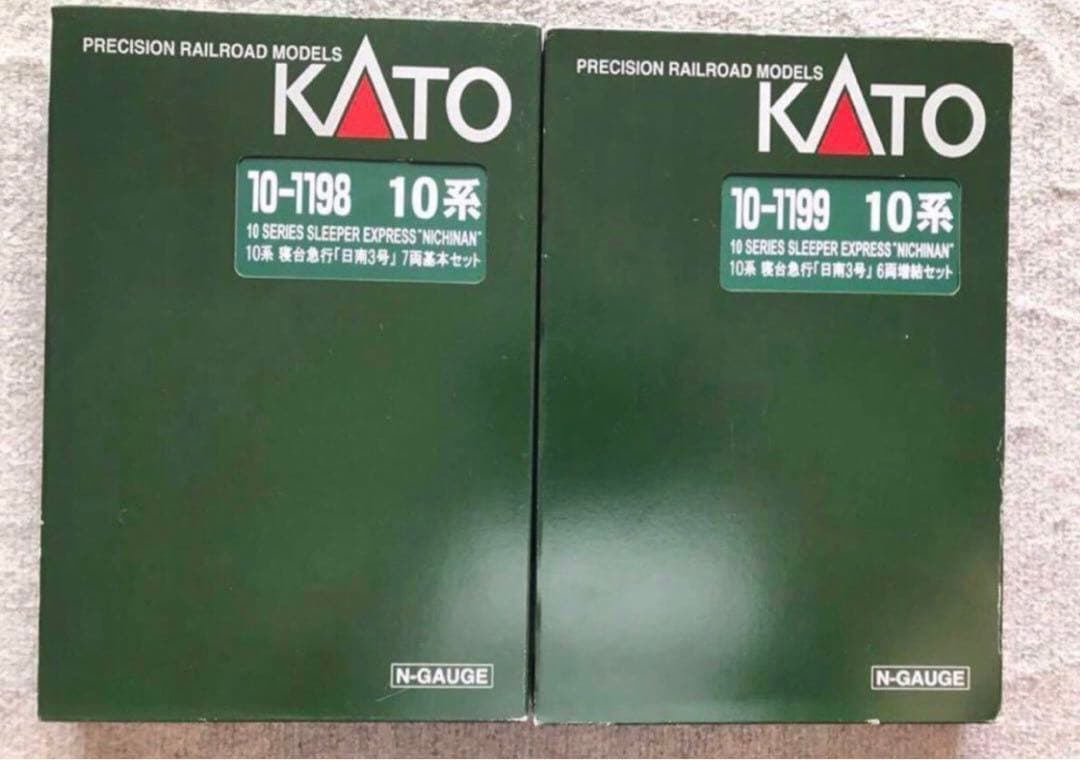 PRECISION RAILROAD MODELS
KATO
10-1198 10系
10 SERIES SLEEPER EXPRESS "NICHINAN"
10系 寝台急行「日南3号」 7両基本セット
N-GAUGE
PRECISION RAILROAD MODELS
KATO
10-1199 10系
10 SERIES SLEEPER EXPRESS "NICHINAN"
10系 寝台急行「日南3号」 6両増結セット
N-GAUGE